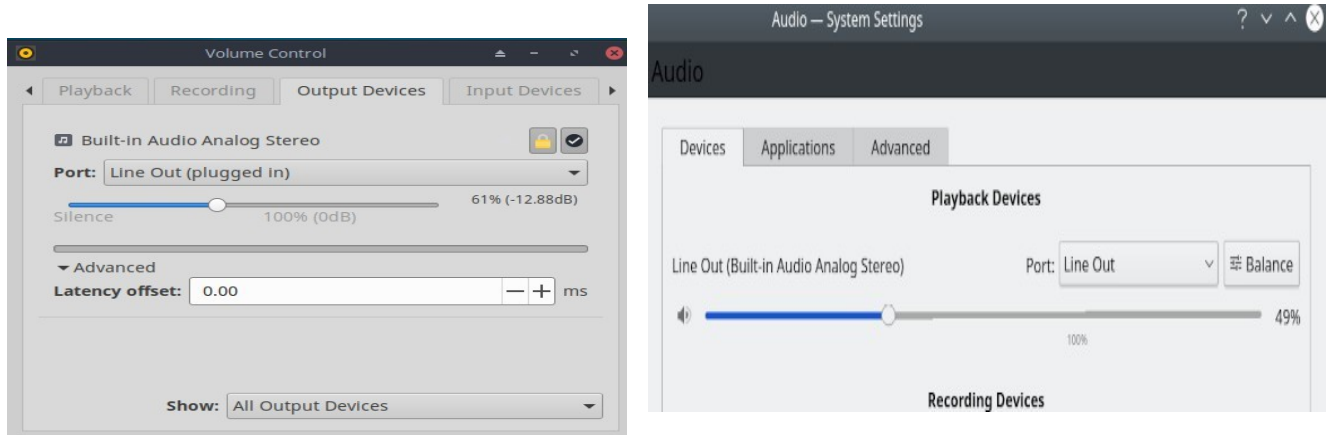 Volume Control
Playback Recording Output Devices Input Devices
Built-in Audio Analog Stereo
Port: Line Out (plugged in)
61% (-12.88dB)
Silence 100% (0dB)
Advanced
Latency offset: 0.00 ms
Show: All Output Devices
Audio — System Settings
Audio
Devices Applications Advanced
Playback Devices
Line Out (Built-in Audio Analog Stereo) Port: Line Out Balance
49%
100%
Recording Devices